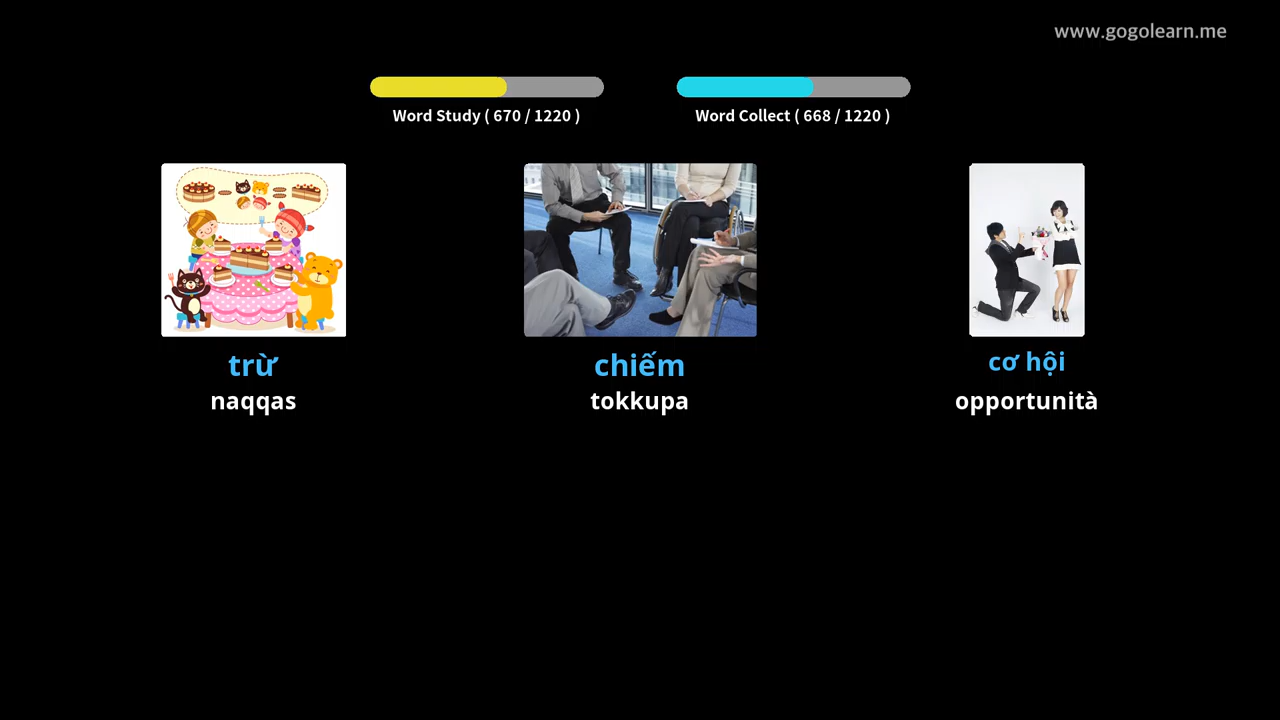 www.gogolearn.me
Word Study ( 670 / 1220 )
Word Collect ( 668 / 1220 )
trừ
chiếm
cơ hội
naqqas
tokkupa
opportunità